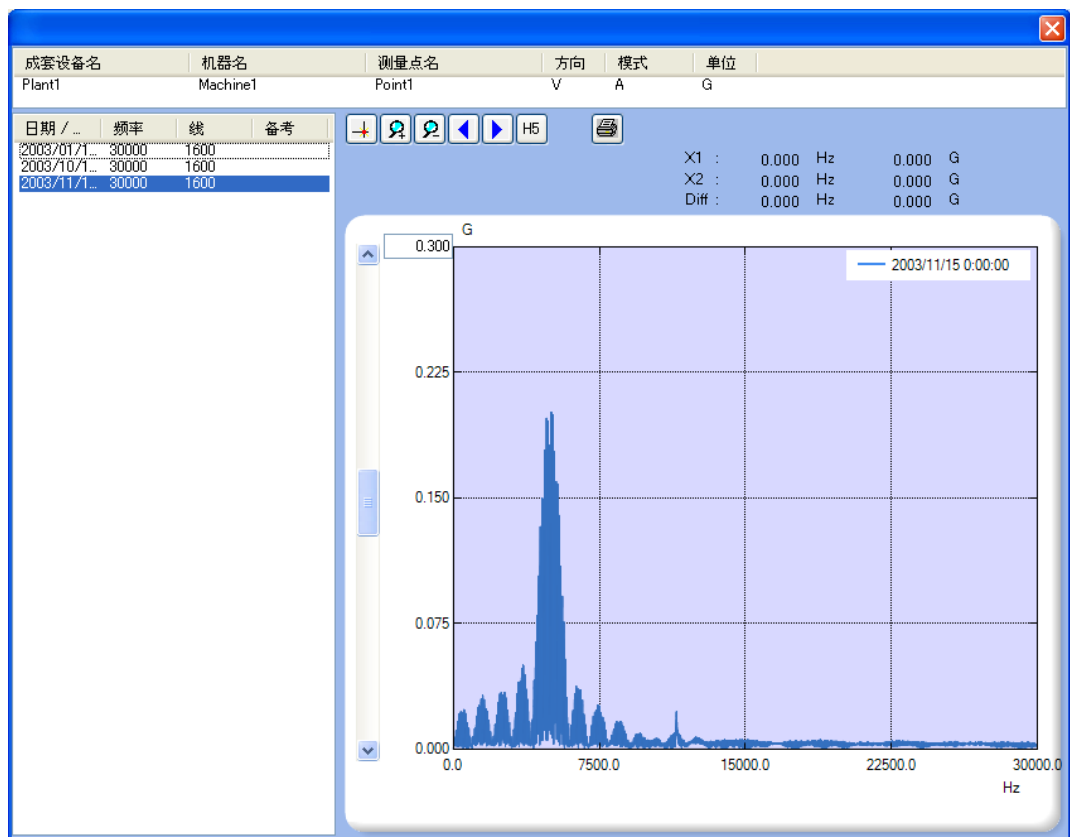 成套设备名 机器名 测量点名 方向 模式 单位
Plant1 Machine1 Point1 V A G
日期 / ... 频率 线 备考
2003/01/1... 30000 1600
2003/10/1... 30000 1600
2003/11/1... 30000 1600
H5
X1 : 0.000 Hz 0.000 G
X2 : 0.000 Hz 0.000 G
Diff : 0.000 Hz 0.000 G
G
0.300
2003/11/15 0:00:00
0.225
0.150
0.075
0.000
0.0 7500.0 15000.0 22500.0 30000.0
Hz